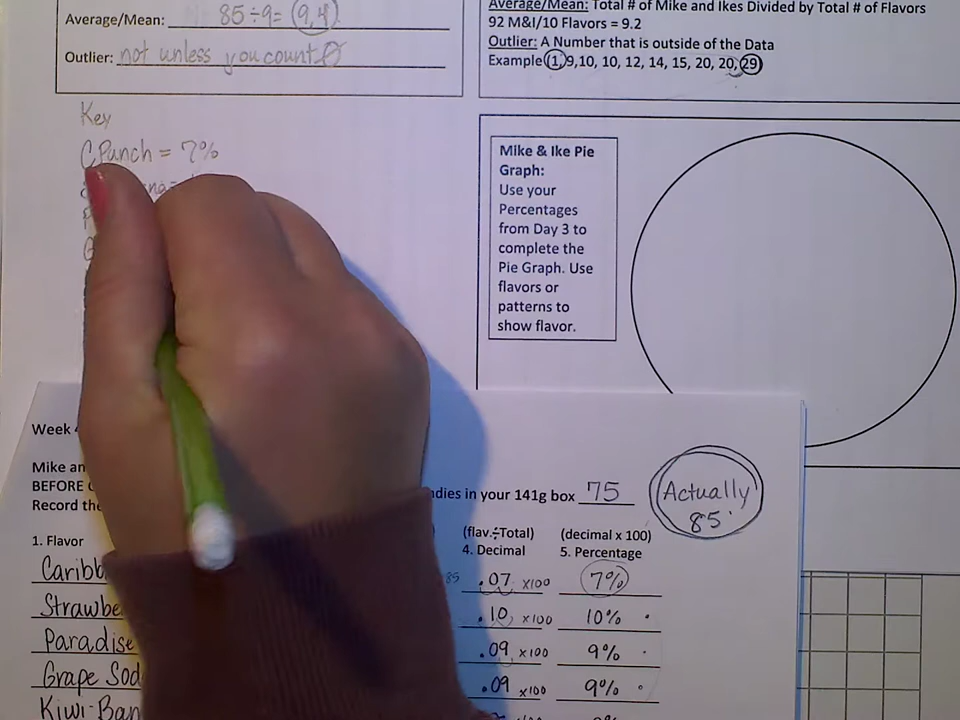 Average/Mean: 85÷9= (9.4)
Outlier: not unless you count
Average/Mean: Total # of Mike and Ikes Divided by Total # of Flavors
92 M&I/10 Flavors = 9.2
Outlier: A Number that is outside of the Data
Example 1, 9,10, 10, 12, 14, 15, 20, 20, 29
Key
C Punch = 7%
Mike & Ike Pie
Graph:
Use your
Percentages
from Day 3 to
complete the
Pie Graph. Use
flavors or
patterns to
show flavor.
Week
Mike an
BEFORE
Record the
dies in your 141g box 75
Actually
85
(flav.÷Total) (decimal x 100)
1. Flavor 4. Decimal 5. Percentage
Caribb 85 .07 x100 7%
Strawbe .10 x100 10%
Paradise .09 x100 9%
Grape Sod .09 x100 9%
Kiwi-Ban